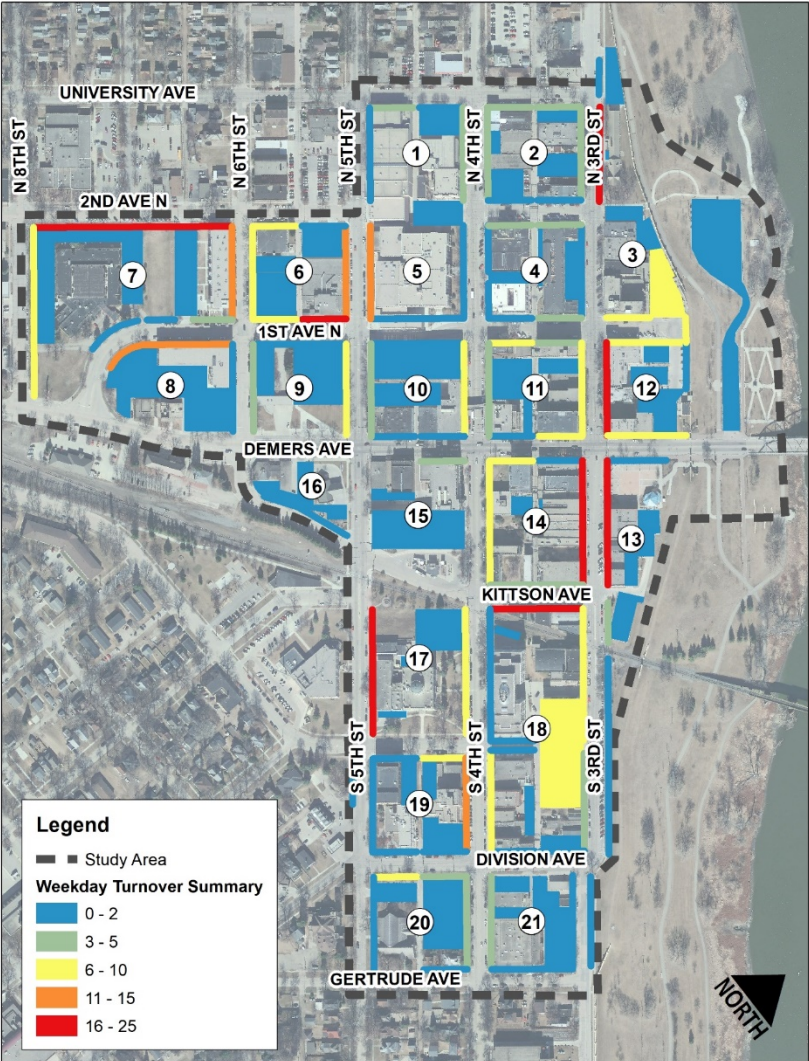 UNIVERSITY AVE
N 8TH ST
N 6TH ST
N 5TH ST
N 4TH ST
N 3RD ST
1
2
2ND AVE N
3
7
6
5
4
1ST AVE N
8
9
10
11
12
DEMERS AVE
16
15
14
13
KITTSON AVE
17
18
S 5TH ST
S 4TH ST
S 3RD ST
19
DIVISION AVE
20
21
GERTRUDE AVE
Legend
Study Area
Weekday Turnover Summary
0 - 2
3 - 5
6 - 10
11 - 15
16 - 25
NORTH